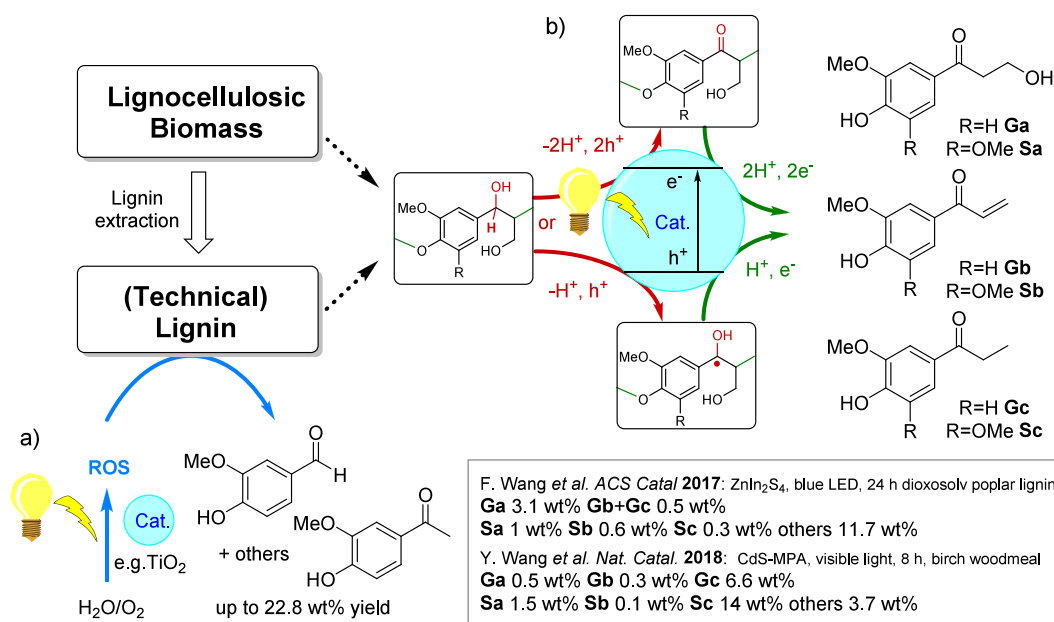 b)
Lignocellulosic
Biomass
Lignin
extraction
(Technical)
Lignin
a)
ROS
Cat.
e.g.TiO2
H2O/O2
MeO
O
H
HO
MeO
O
HO
+ others
up to 22.8 wt% yield
OH
MeO
H
HO
O
R
or
-2H+, 2h+
-H+, h+
O
MeO
HO
O
R
e-
Cat.
h+
2H+, 2e-
H+, e-
OH
MeO
HO
O
R
O
MeO
OH
HO
R
R=H Ga
R=OMe Sa
O
MeO
HO
R
R=H Gb
R=OMe Sb
O
MeO
HO
R
R=H Gc
R=OMe Sc
F. Wang et al. ACS Catal 2017: ZnIn2S4, blue LED, 24 h dioxosolv poplar lignin
Ga 3.1 wt% Gb+Gc 0.5 wt%
Sa 1 wt% Sb 0.6 wt% Sc 0.3 wt% others 11.7 wt%
Y. Wang et al. Nat. Catal. 2018: CdS-MPA, visible light, 8 h, birch woodmeal
Ga 0.5 wt% Gb 0.3 wt% Gc 6.6 wt%
Sa 1.5 wt% Sb 0.1 wt% Sc 14 wt% others 3.7 wt%